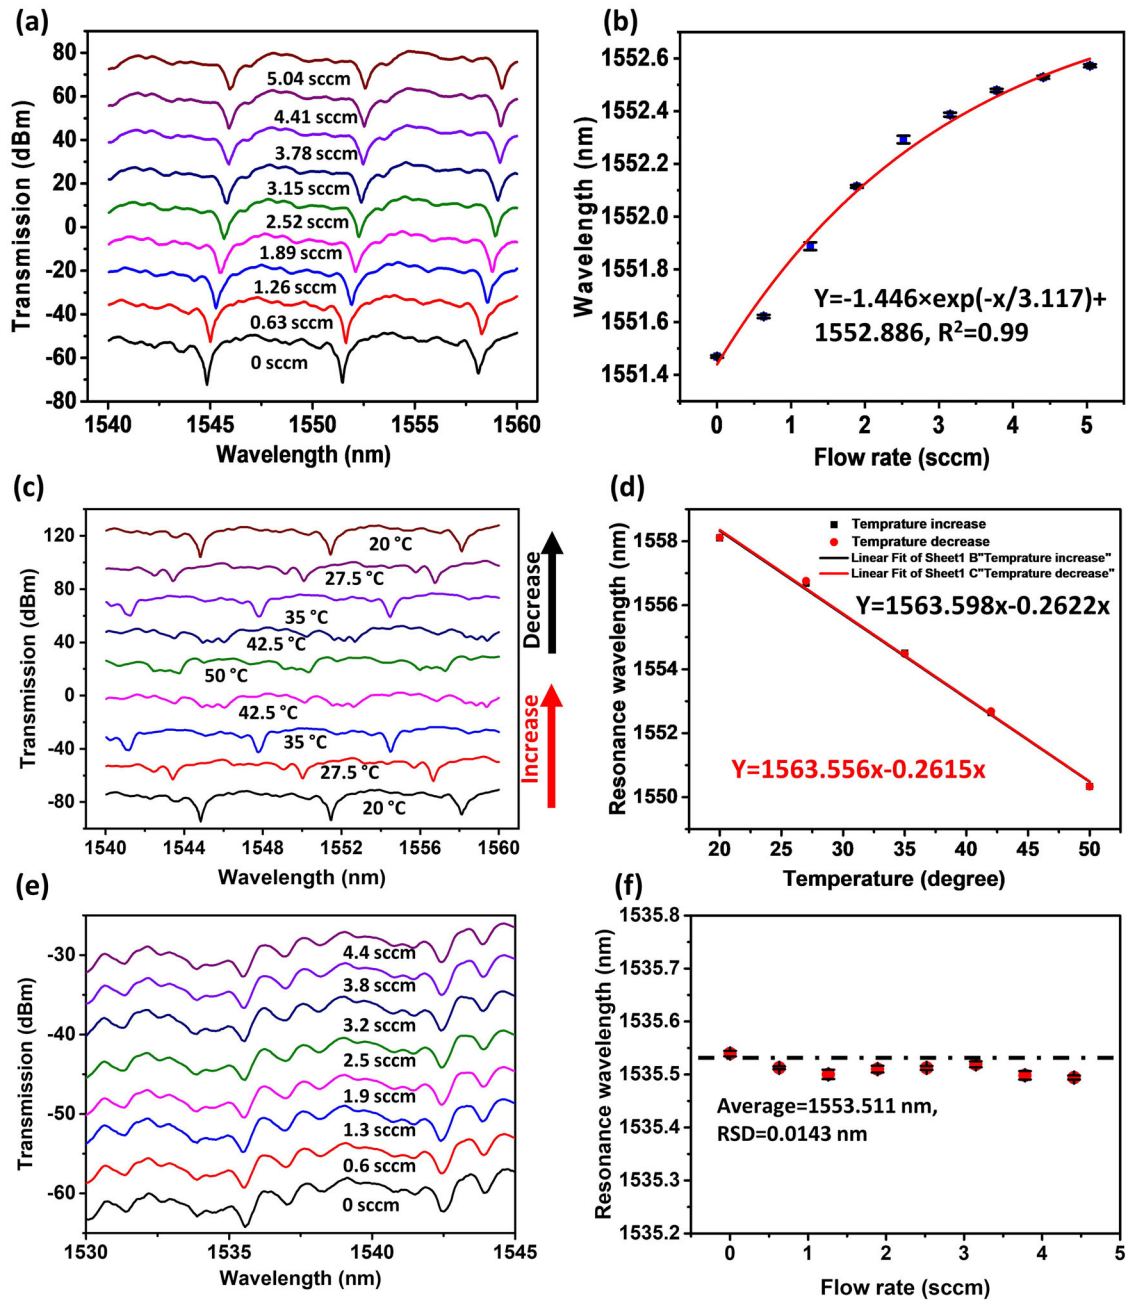 (a)
80
60
40
20
0
-20
-40
-60
-80
Transmission (dBm)
5.04 sccm
4.41 sccm
3.78 sccm
3.15 sccm
2.52 sccm
1.89 sccm
1.26 sccm
0.63 sccm
0 sccm
1540 1545 1550 1555 1560
Wavelength (nm)
(b)
1552.6
1552.4
1552.2
1552.0
1551.8
1551.6
1551.4
Wavelength (nm)
Y=-1.446×exp(-x/3.117)+
1552.886, R²=0.99
0 1 2 3 4 5
Flow rate (sccm)
(c)
120
80
40
0
-40
-80
Transmission (dBm)
20 °C
27.5 °C
35 °C
42.5 °C
50 °C
42.5 °C
35 °C
27.5 °C
20 °C
Decrease
Increase
1540 1544 1548 1552 1556 1560
Wavelength (nm)
(d)
1558
1556
1554
1552
1550
Resonance wavelength (nm)
Temprature increase
Temprature decrease
Linear Fit of Sheet1 B"Temprature increase"
Linear Fit of Sheet1 C"Temprature decrease"
Y=1563.598x-0.2622x
Y=1563.556x-0.2615x
20 25 30 35 40 45 50
Temperature (degree)
(e)
-30
-40
-50
-60
Transmission (dBm)
4.4 sccm
3.8 sccm
3.2 sccm
2.5 sccm
1.9 sccm
1.3 sccm
0.6 sccm
0 sccm
1530 1535 1540 1545
Wavelength (nm)
(f)
1535.8
1535.7
1535.6
1535.5
1535.4
1535.3
1535.2
Resonance wavelength (nm)
Average=1553.511 nm,
RSD=0.0143 nm
0 1 2 3 4 5
Flow rate (sccm)